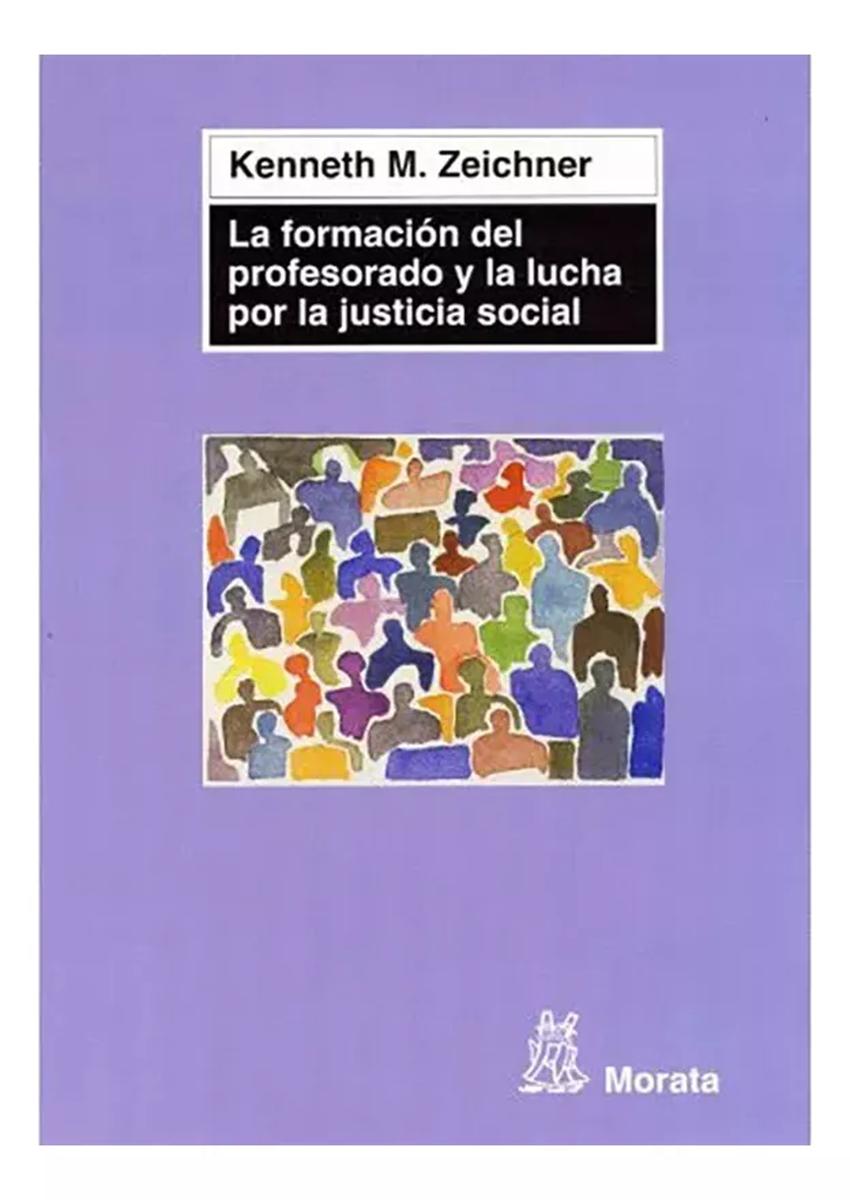 Kenneth M. Zeichner
La formación del
profesorado y la lucha
por la justicia social
Morata